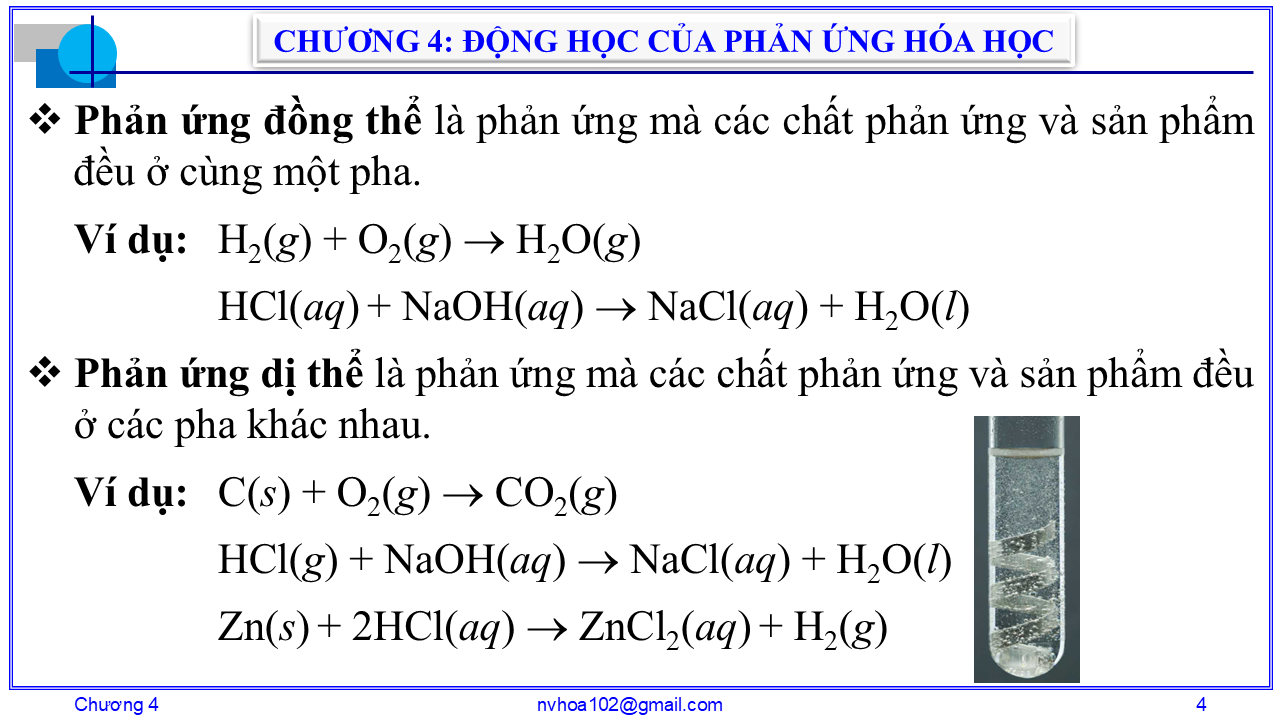 CHƯƠNG 4: ĐỘNG HỌC CỦA PHẢN ỨNG HÓA HỌC
❖ Phản ứng đồng thể là phản ứng mà các chất phản ứng và sản phẩm
đều ở cùng một pha.
Ví dụ: H₂(g) + O₂(g) → H₂O(g)
HCl(aq) + NaOH(aq) → NaCl(aq) + H₂O(l)
❖ Phản ứng dị thể là phản ứng mà các chất phản ứng và sản phẩm đều
ở các pha khác nhau.
Ví dụ: C(s) + O₂(g) → CO₂(g)
HCl(g) + NaOH(aq) → NaCl(aq) + H₂O(l)
Zn(s) + 2HCl(aq) → ZnCl₂(aq) + H₂(g)
Chương 4 nvhoa102@gmail.com 4